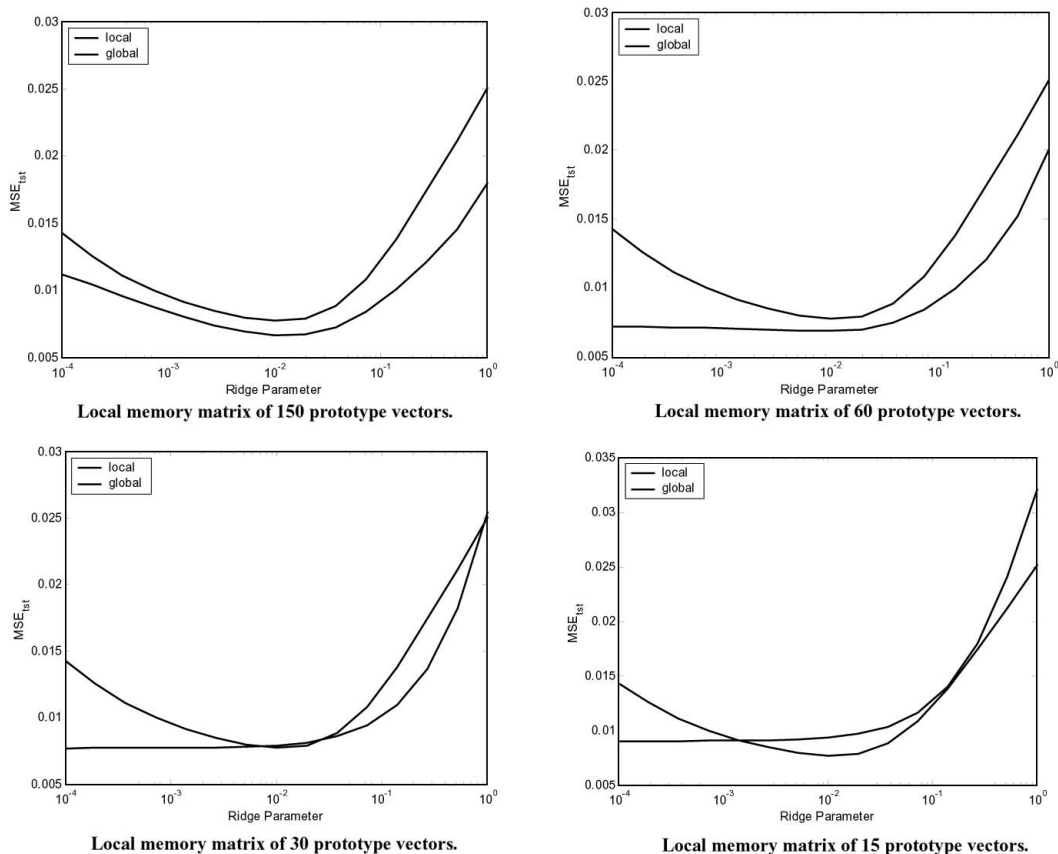 0.03
0.025
0.02
0.015
0.01
0.005
MSE_tst
local
global
10^-4
10^-3
10^-2
10^-1
10^0
Ridge Parameter
Local memory matrix of 150 prototype vectors.
0.03
0.025
0.02
0.015
0.01
0.005
MSE_tst
local
global
10^-4
10^-3
10^-2
10^-1
10^0
Ridge Parameter
Local memory matrix of 60 prototype vectors.
0.03
0.025
0.02
0.015
0.01
0.005
MSE_tst
local
global
10^-4
10^-3
10^-2
10^-1
10^0
Ridge Parameter
Local memory matrix of 30 prototype vectors.
0.035
0.03
0.025
0.02
0.015
0.01
0.005
MSE_tst
local
global
10^-4
10^-3
10^-2
10^-1
10^0
Ridge Parameter
Local memory matrix of 15 prototype vectors.